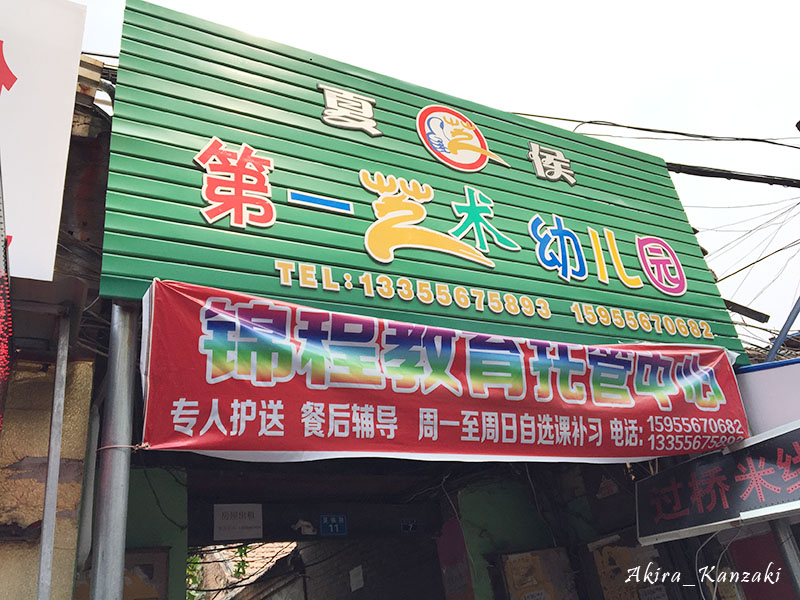 夏 侯
第一艺术幼儿园
TEL:13355675893 15955670682
锦程教育托管中心
专人护送 餐后辅导 周一至周日自选课补习 电话:15955670682
13355675893
过桥米线
11
Akira_Kanzaki